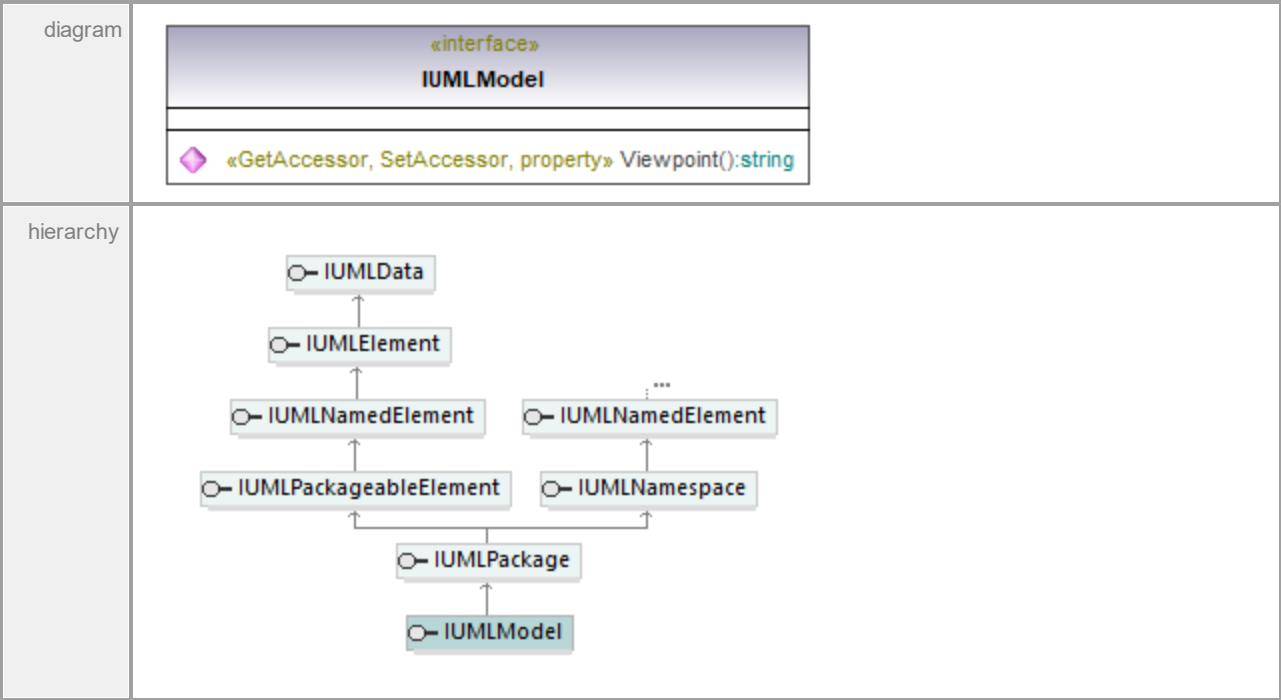 diagram
«interface»
IUMLModel
«GetAccessor, SetAccessor, property» Viewpoint():string
hierarchy
IUMLData
IUMLElement
...
IUMLNamedElement IUMLNamedElement
IUMLPackageableElement IUMLNamespace
IUMLPackage
IUMLModel